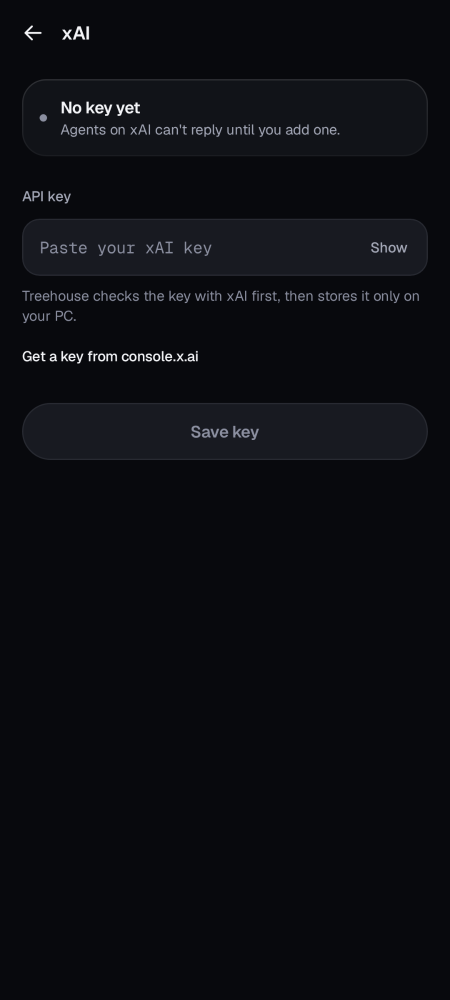 xAI
No key yet
Agents on xAI can't reply until you add one.
API key
Paste your xAI key
Show
Treehouse checks the key with xAI first, then stores it only on
your PC.
Get a key from console.x.ai
Save key